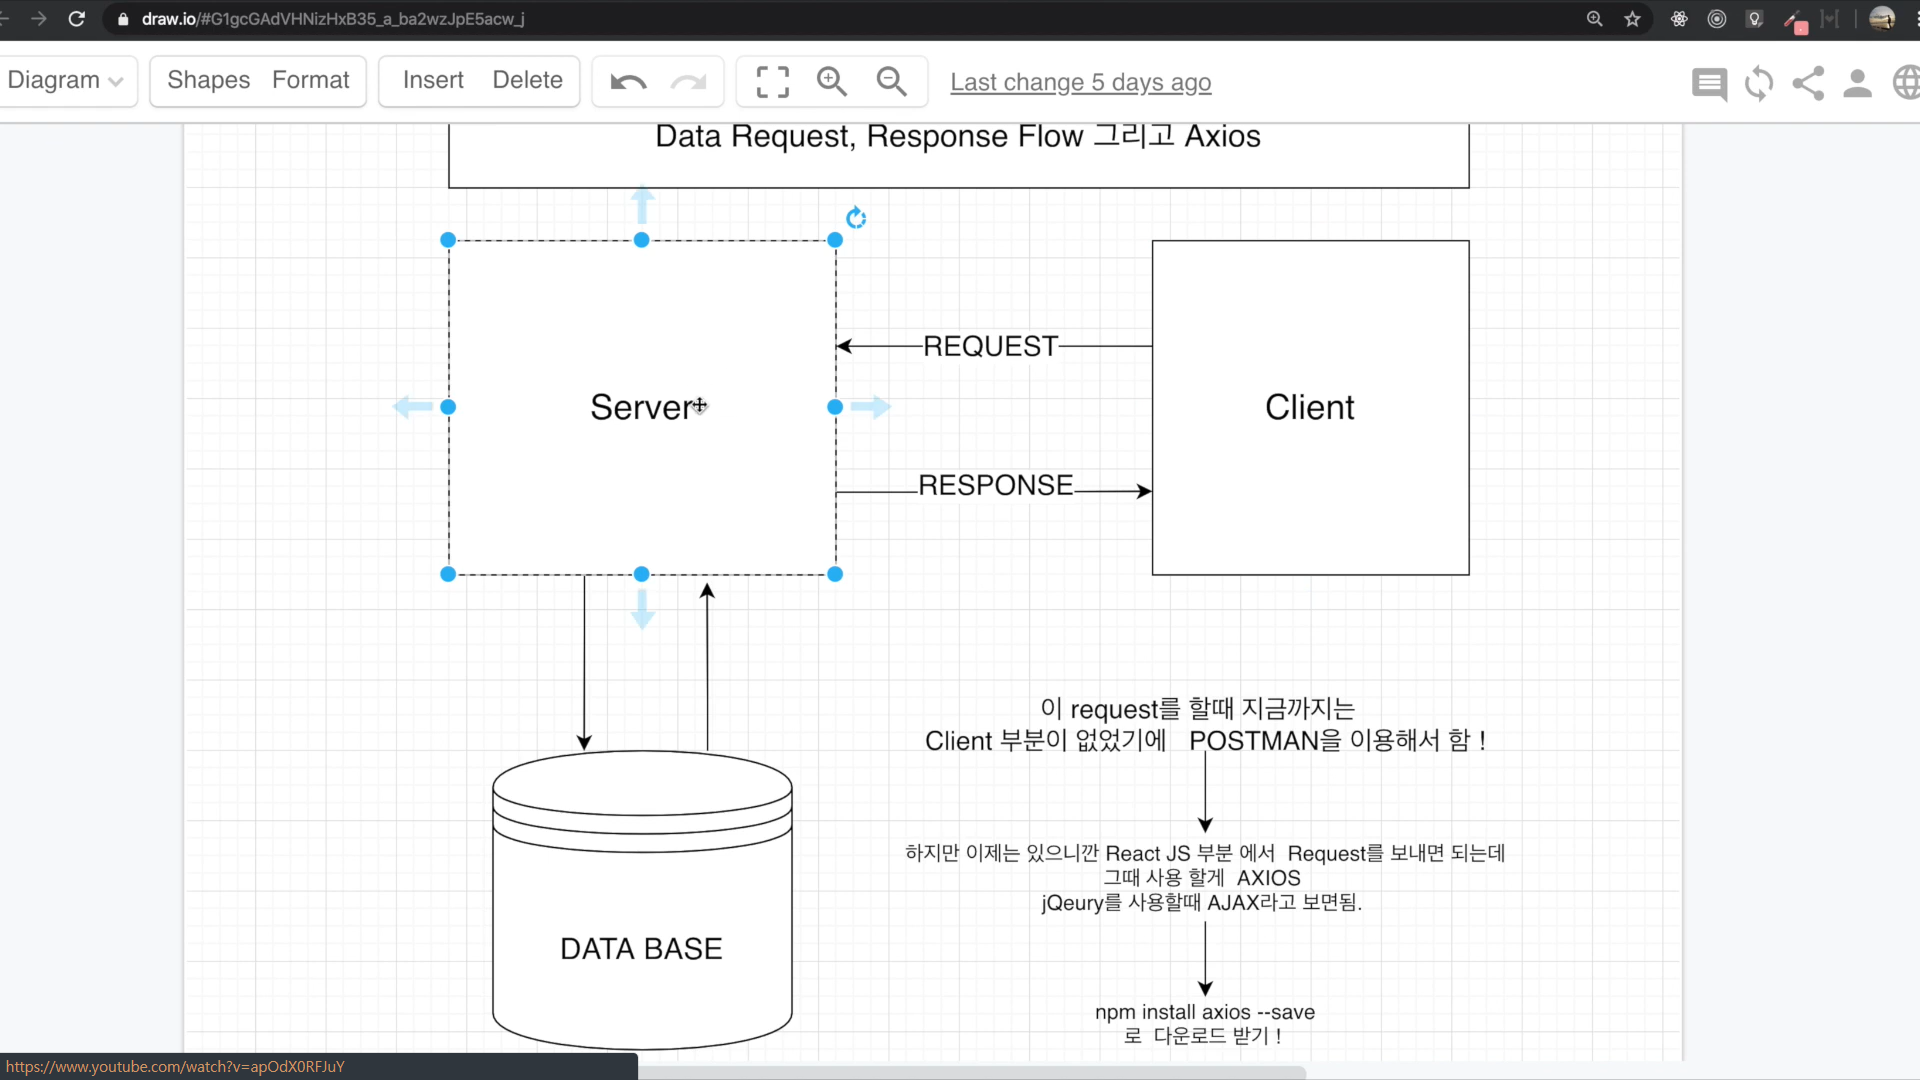 draw.io/#G1gcGAdVHNizHxB35_a_ba2wzJpE5acw_j
Diagram
Shapes Format
Insert Delete
Last change 5 days ago
Data Request, Response Flow 그리고 Axios
REQUEST
Server
Client
RESPONSE
이 request를 할때 지금까지는
Client 부분이 없었기에 POSTMAN을 이용해서 함 !
하지만 이제는 있으니깐 React JS 부분 에서 Request를 보내면 되는데
그때 사용 할게 AXIOS
jQeury를 사용할때 AJAX라고 보면됨.
DATA BASE
npm install axios --save
로 다운로드 받기 !
https://www.youtube.com/watch?v=apOdX0RFJuY